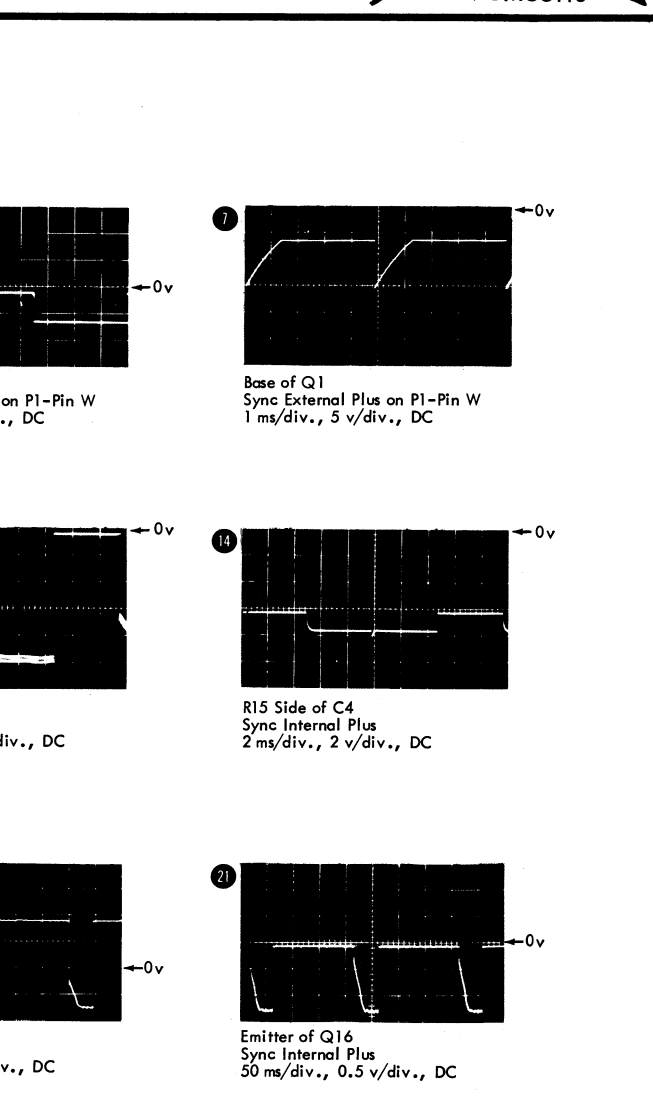 7
0v
0v
Base of Q1
Sync External Plus on P1-Pin W
1 ms/div., 5 v/div., DC
on P1-Pin W
., DC
0v
14
0v
R15 Side of C4
Sync Internal Plus
2 ms/div., 2 v/div., DC
div., DC
21
0v
0v
Emitter of Q16
Sync Internal Plus
50 ms/div., 0.5 v/div., DC
v., DC